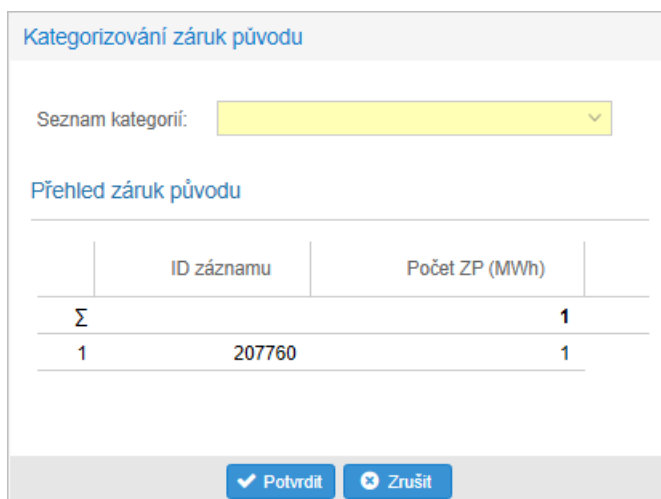 Kategorizování záruk původu
Seznam kategorií:
Přehled záruk původu
ID záznamu Počet ZP (MWh)
Σ 1
1 207760 1
Potvrdit Zrušit